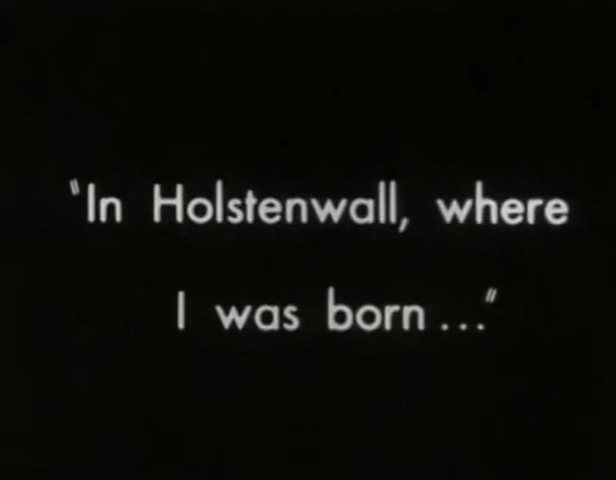 "In Holstenwall, where
I was born ..."